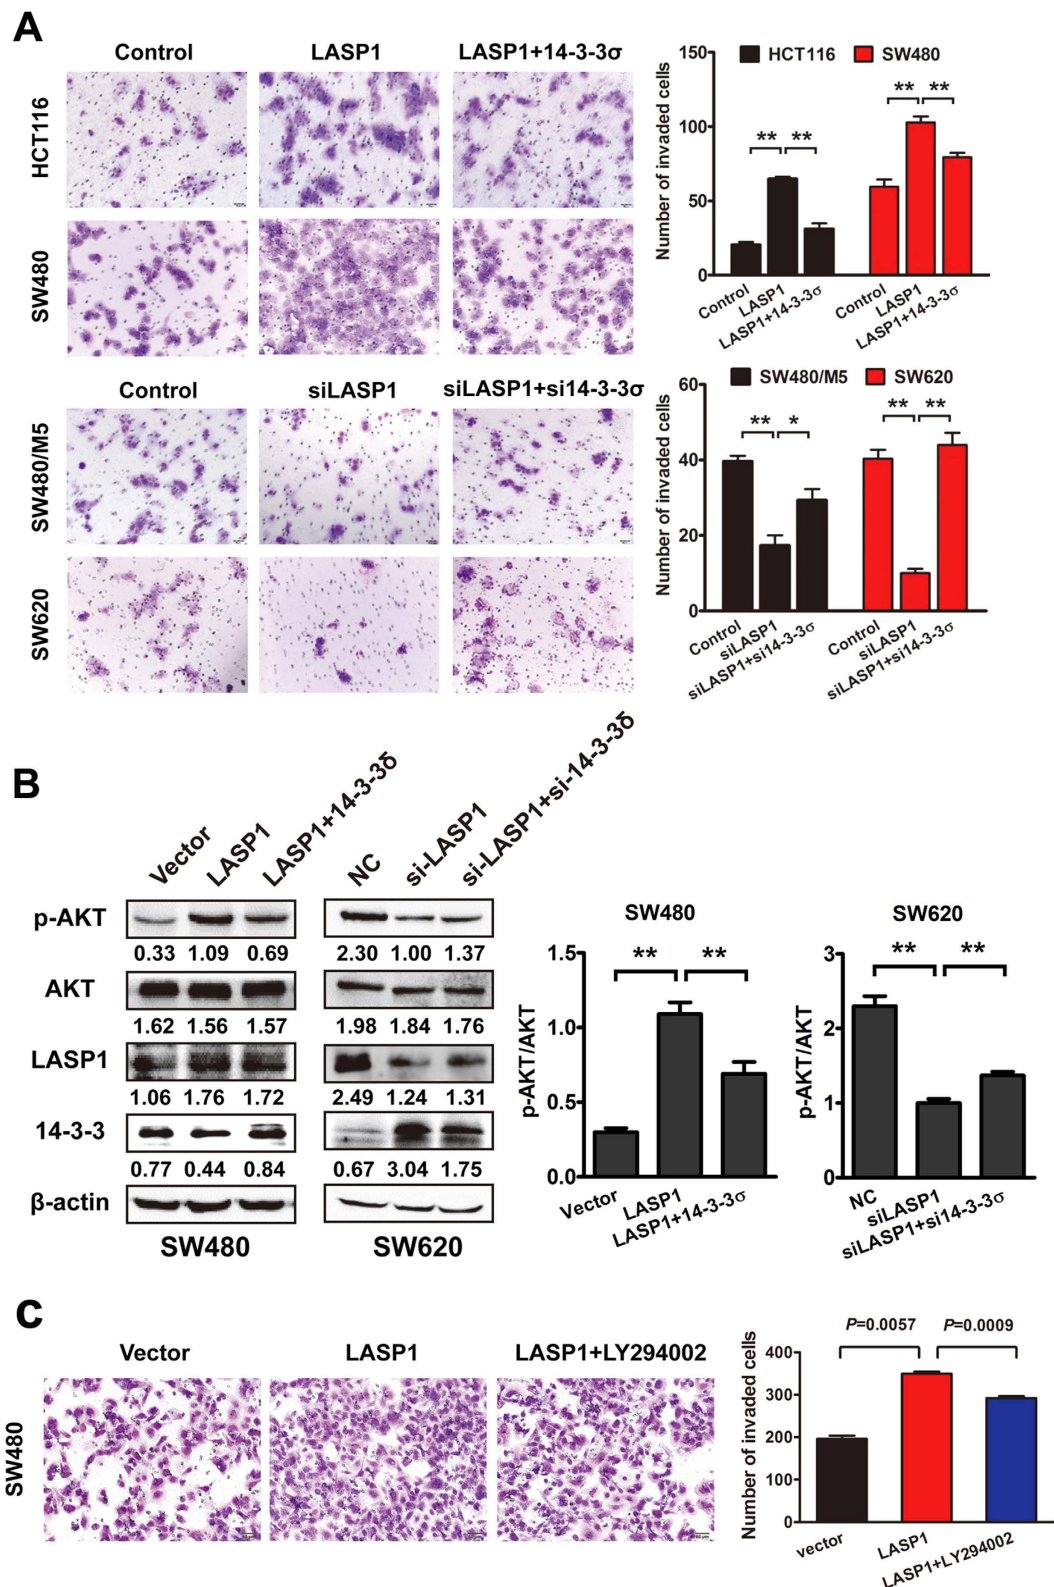 A
Control LASP1 LASP1+14-3-3σ
HCT116
SW480
Number of invaded cells
150
100
50
0
HCT116 SW480
** ** ** **
Control LASP1 LASP1+14-3-3σ Control LASP1 LASP1+14-3-3σ
Control siLASP1 siLASP1+si14-3-3σ
SW480/M5
SW620
Number of invaded cells
60
40
20
0
SW480/M5 SW620
** * ** **
Control siLASP1 siLASP1+si14-3-3σ Control siLASP1 siLASP1+si14-3-3σ
B
Vector LASP1 LASP1+14-3-3δ NC si-LASP1 si-LASP1+si-14-3-3δ
p-AKT
0.33 1.09 0.69 2.30 1.00 1.37
AKT
1.62 1.56 1.57 1.98 1.84 1.76
LASP1
1.06 1.76 1.72 2.49 1.24 1.31
14-3-3
0.77 0.44 0.84 0.67 3.04 1.75
β-actin
SW480 SW620
SW480
p-AKT/AKT
1.5
1.0
0.5
0.0
** **
Vector LASP1 LASP1+14-3-3σ
SW620
p-AKT/AKT
3
2
1
0
** **
NC siLASP1 siLASP1+si14-3-3σ
C
Vector LASP1 LASP1+LY294002
SW480
Number of invaded cells
400
300
200
100
0
P=0.0057 P=0.0009
vector LASP1 LASP1+LY294002